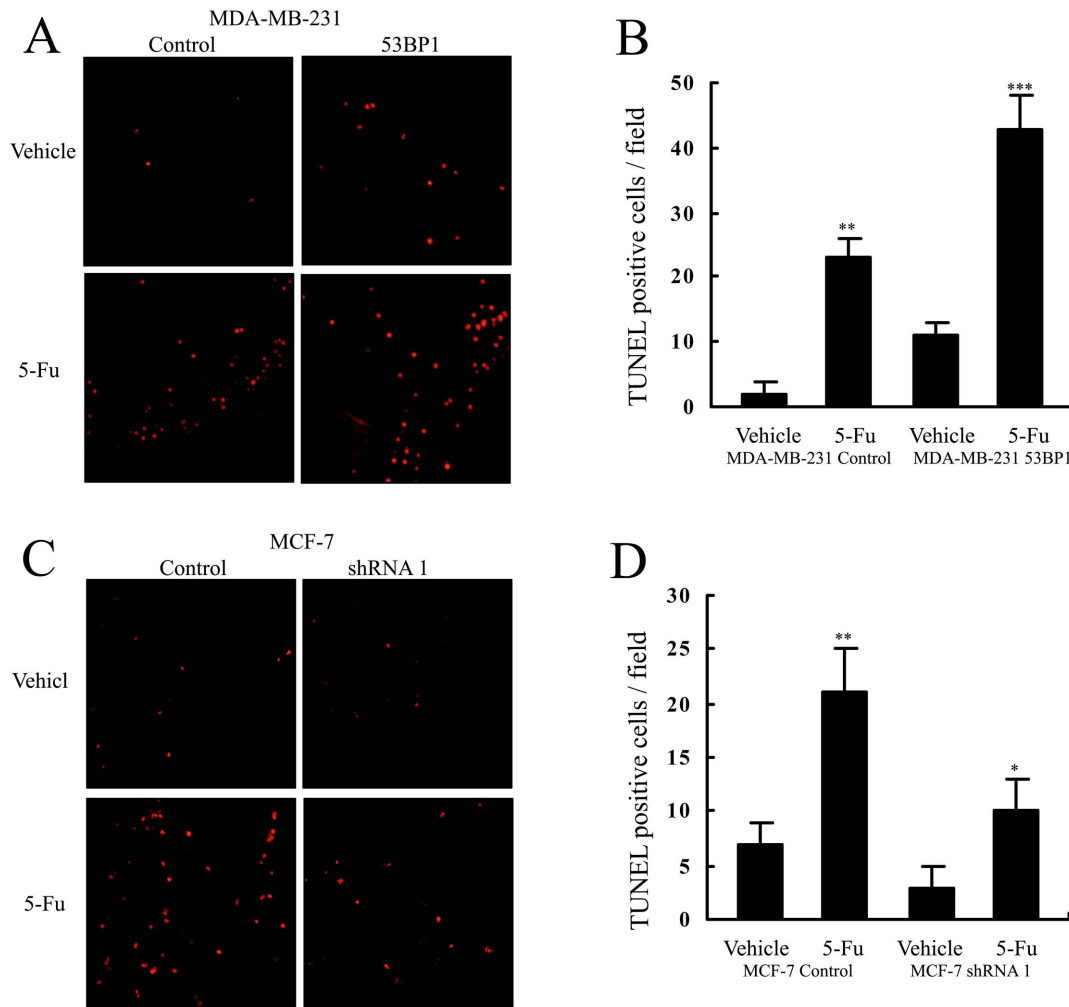 A
MDA-MB-231
Control 53BP1
Vehicle
5-Fu
B
TUNEL positive cells / field
50
40
30
20
10
0
**
***
Vehicle 5-Fu Vehicle 5-Fu
MDA-MB-231 Control MDA-MB-231 53BP1
C
MCF-7
Control shRNA 1
Vehicl
5-Fu
D
TUNEL positive cells / field
30
25
20
15
10
5
0
**
*
Vehicle 5-Fu Vehicle 5-Fu
MCF-7 Control MCF-7 shRNA 1